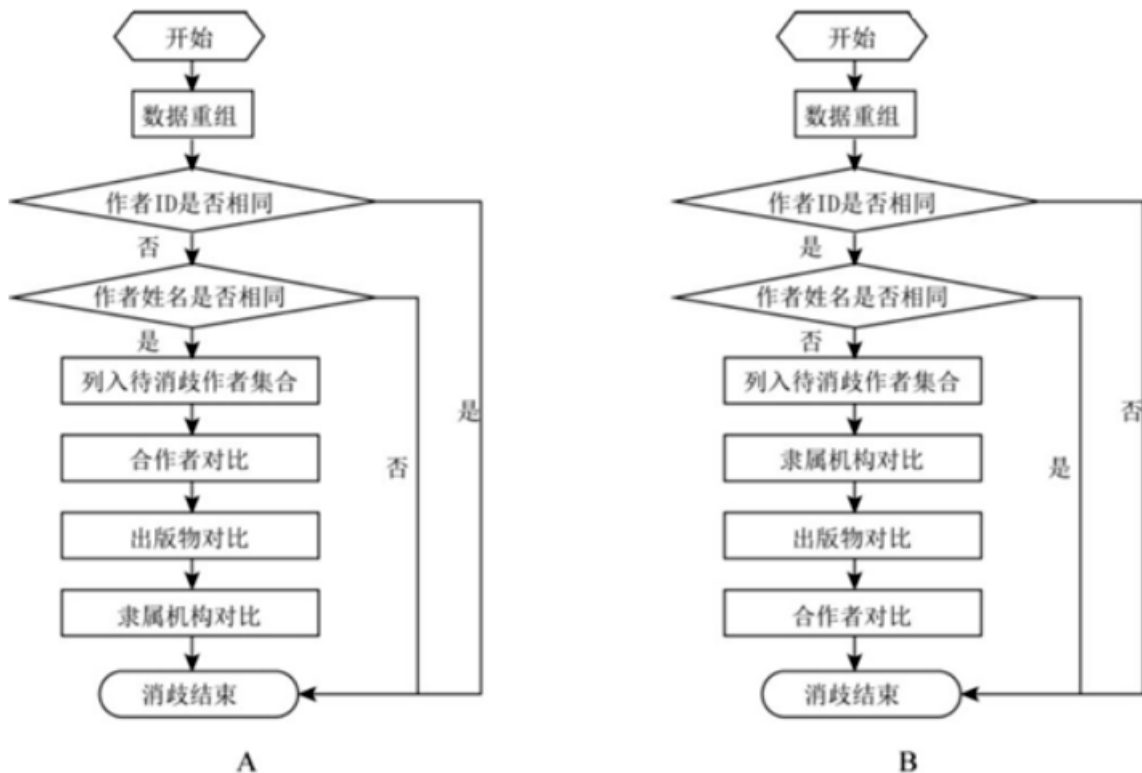 开始
数据重组
作者ID是否相同
否
作者姓名是否相同
是
列入待消歧作者集合
合作者对比
出版物对比
隶属机构对比
消歧结束
否
是
A
开始
数据重组
作者ID是否相同
是
作者姓名是否相同
否
列入待消歧作者集合
隶属机构对比
出版物对比
合作者对比
消歧结束
是
否
B